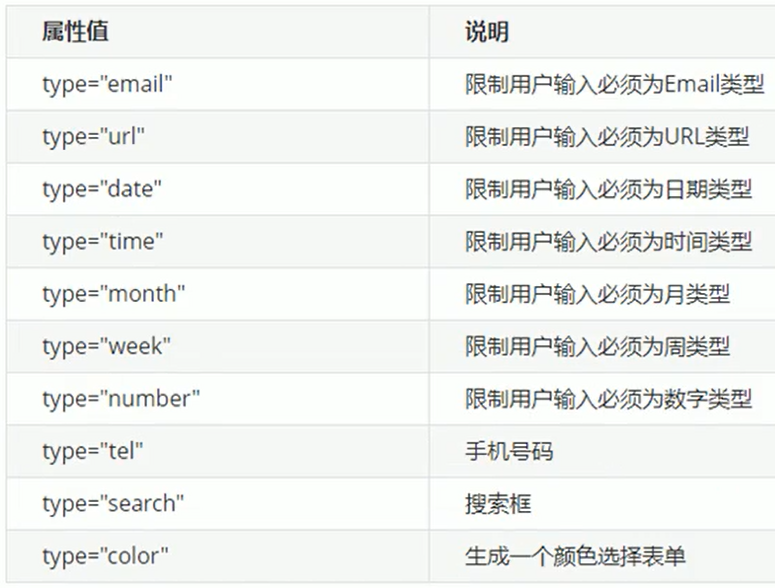 属性值 说明
type="email" 限制用户输入必须为Email类型
type="url" 限制用户输入必须为URL类型
type="date" 限制用户输入必须为日期类型
type="time" 限制用户输入必须为时间类型
type="month" 限制用户输入必须为月类型
type="week" 限制用户输入必须为周类型
type="number" 限制用户输入必须为数字类型
type="tel" 手机号码
type="search" 搜索框
type="color" 生成一个颜色选择表单